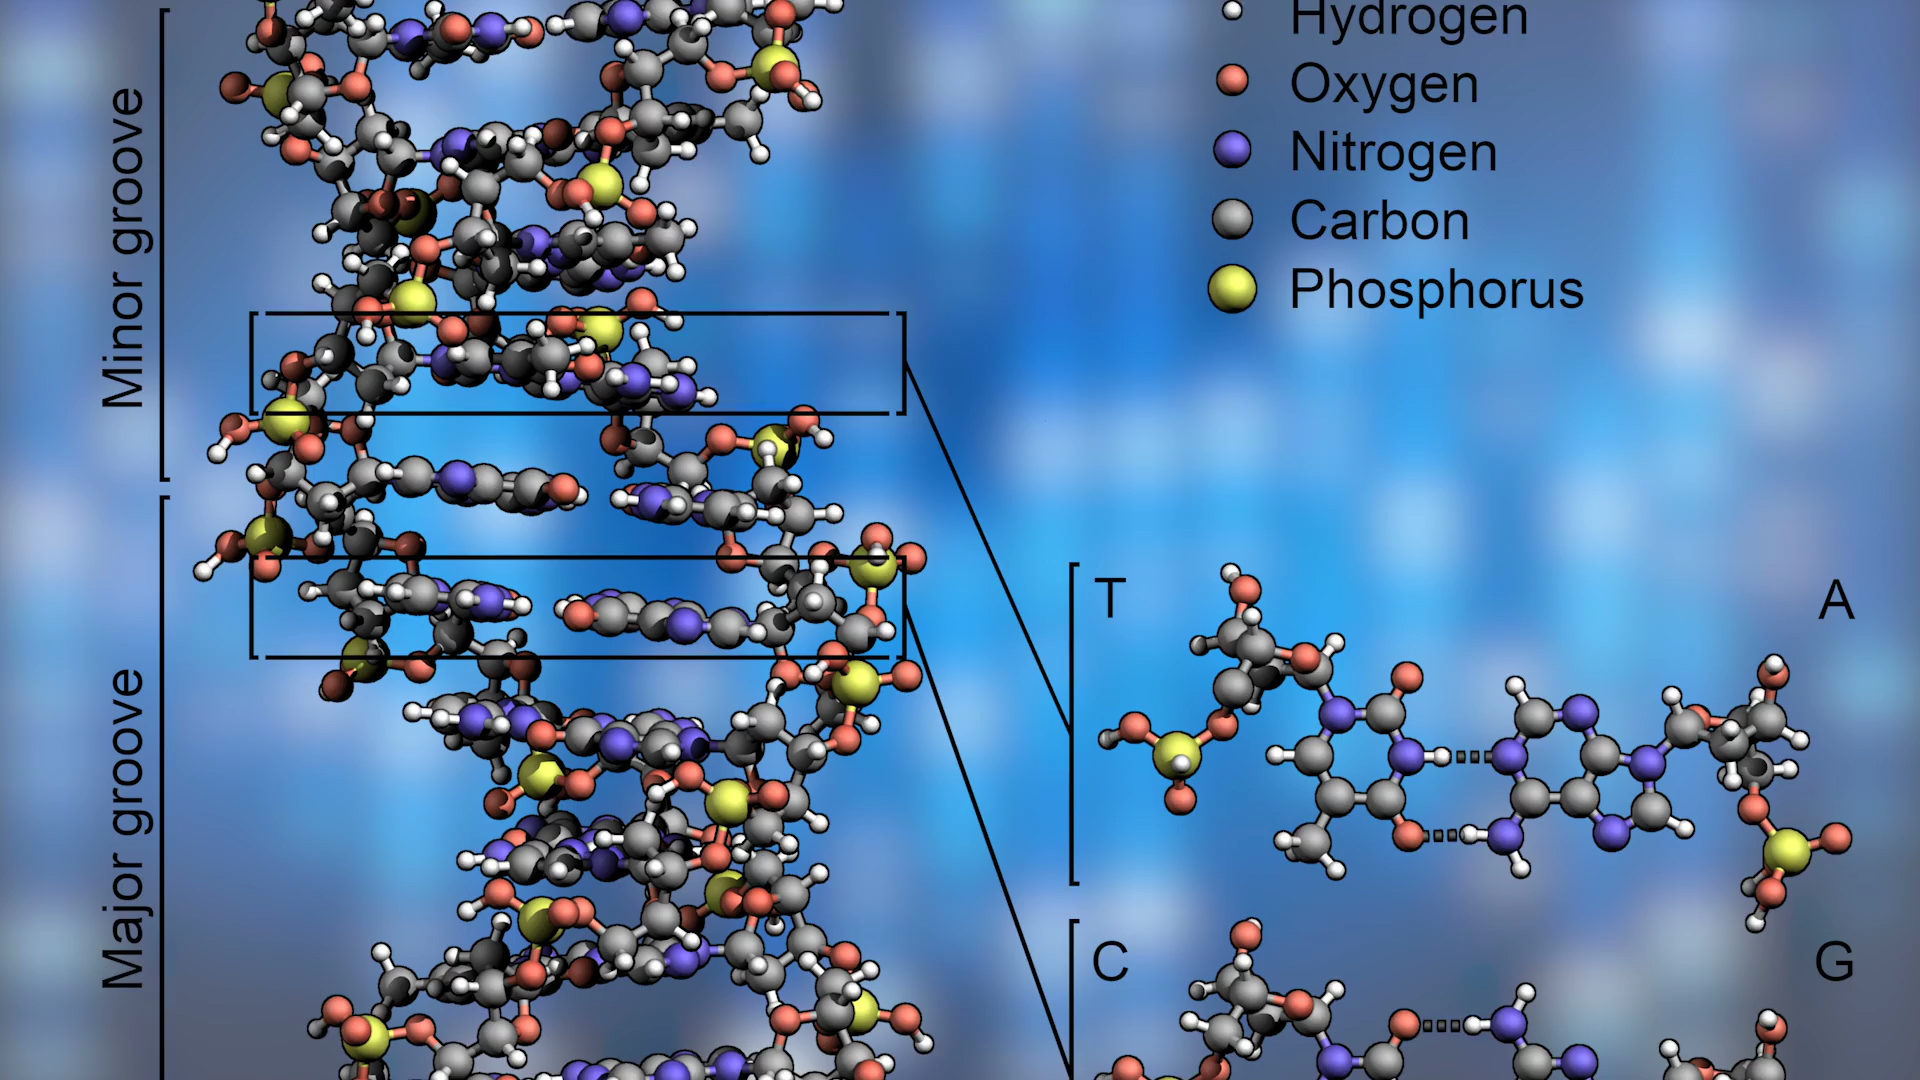 Hydrogen
Oxygen
Nitrogen
Carbon
Phosphorus
Minor groove
Major groove
T
A
C
G